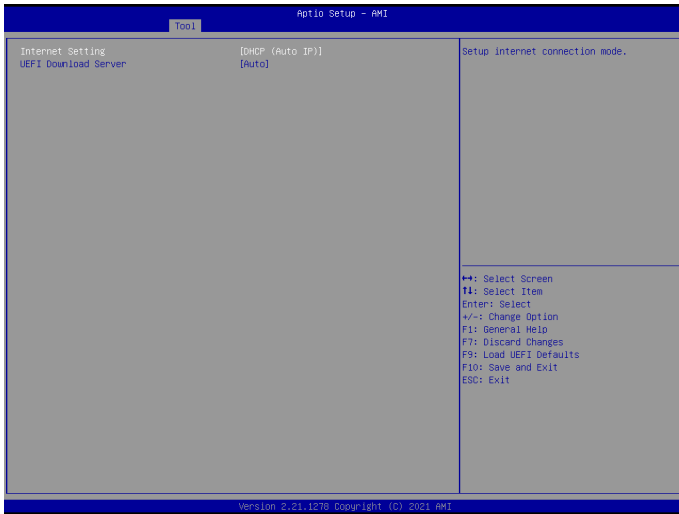 Aptio Setup - AMI
Tool
Internet Setting [DHCP (Auto IP)]
UEFI Download Server [Auto]
Setup internet connection mode.
↔: Select Screen
↑↓: Select Item
Enter: Select
+/-: Change Option
F1: General Help
F7: Discard Changes
F9: Load UEFI Defaults
F10: Save and Exit
ESC: Exit
Version 2.21.1278 Copyright (C) 2021 AMI